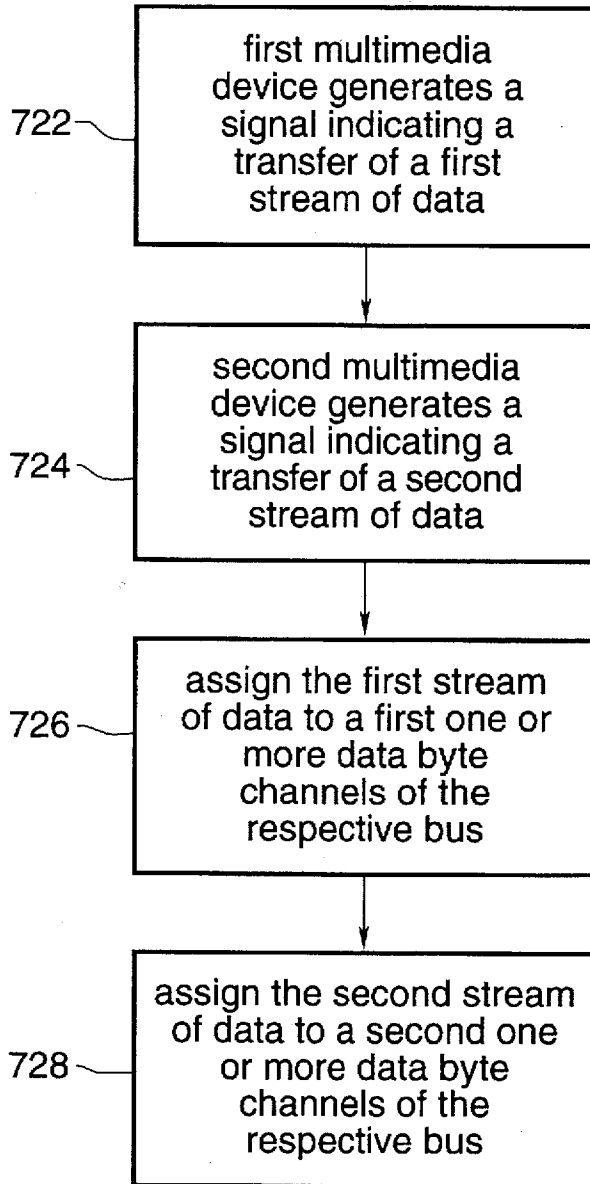 first multimedia
device generates a
722
signal indicating a
transfer of a first
stream of data
second multimedia
device generates a
signal indicating a
724
transfer of a second
stream of data
assign the first stream
726
of data to a first one or
more data byte
channels of the
respective bus
assign the second stream
of data to a second one
728
or more data byte
channels of the
respective bus